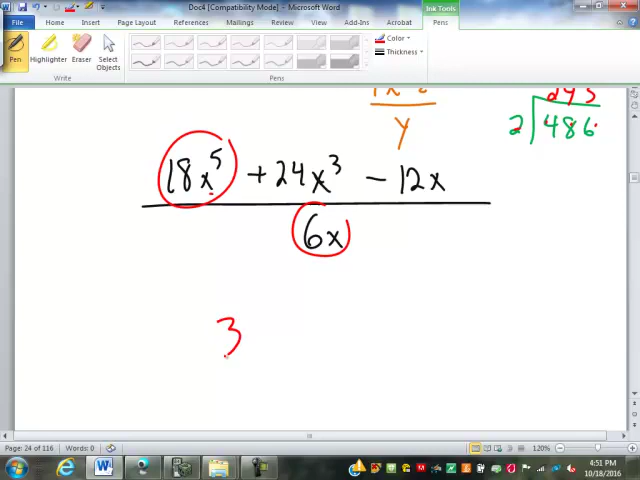 Doc4 [Compatibility Mode] - Microsoft Word
Ink Tools
File Home Insert Page Layout References Mailings Review View Add-Ins Acrobat Pens
Pen Highlighter Eraser Select Objects
Color
Thickness
Write Pens
y
245
2 486
18x⁵ + 24x³ - 12x
6x
3
Page: 24 of 116 Words: 0 120%
4:51 PM
10/18/2016